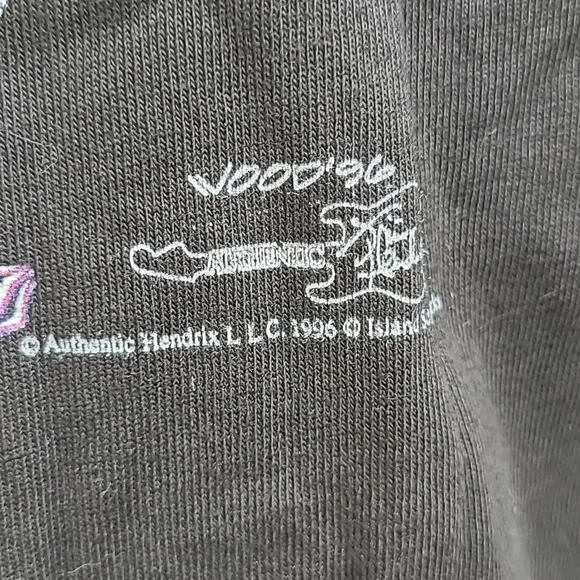 WOOD '96
AUTHENTIC
© Authentic Hendrix L L C. 1996 © Island